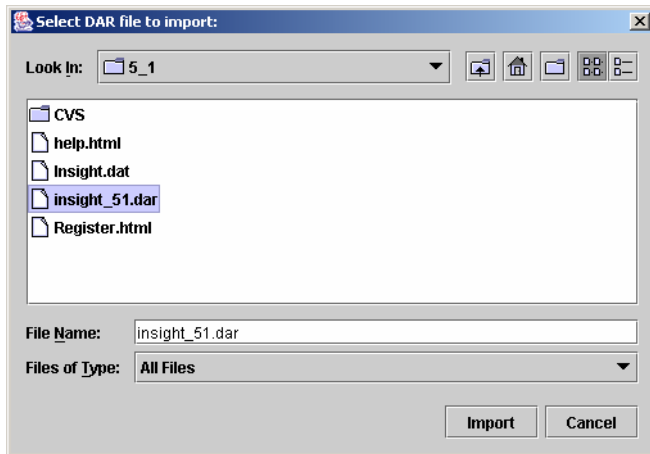 Select DAR file to import:
Look In: 5_1
CVS
help.html
Insight.dat
insight_51.dar
Register.html
File Name: insight_51.dar
Files of Type: All Files
Import Cancel